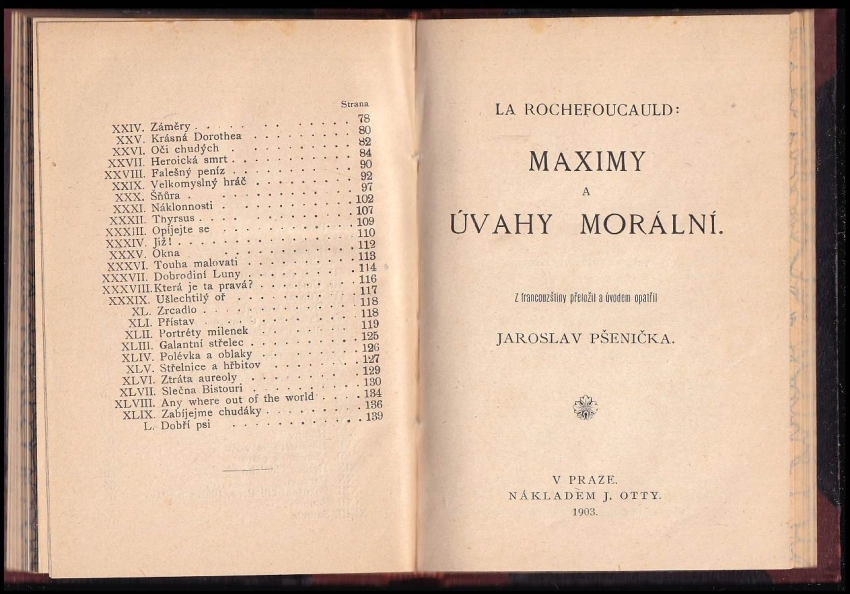 Strana
XXIV. Záměry . . . . . . . . . . . . . . 78
XXV. Krásná Dorothea . . . . . . . . . . 80
XXVI. Oči chudých . . . . . . . . . . . . 82
XXVII. Heroická smrt . . . . . . . . . . . 84
XXVIII. Falešný peníz . . . . . . . . . . . 90
XXIX. Velkomyslný hráč . . . . . . . . . 92
XXX. Šňůra . . . . . . . . . . . . . . . 97
XXXI. Náklonnosti . . . . . . . . . . . . 102
XXXII. Thyrsus . . . . . . . . . . . . . . 107
XXXIII. Opíjejte se . . . . . . . . . . . . 109
XXXIV. Již! . . . . . . . . . . . . . . . 110
XXXV. Okna . . . . . . . . . . . . . . . 112
XXXVI. Touha malovati . . . . . . . . . . 113
XXXVII. Dobrodiní Luny . . . . . . . . . . 114
XXXVIII. Která je ta pravá? . . . . . . . . 116
XXXIX. Ušlechtilý oř . . . . . . . . . . . 117
XL. Zrcadlo . . . . . . . . . . . . . . 118
XLI. Přístav . . . . . . . . . . . . . . 118
XLII. Portréty milenek . . . . . . . . . 119
XLIII. Galantní střelec . . . . . . . . . 125
XLIV. Polévka a oblaky . . . . . . . . . 126
XLV. Střelnice a hřbitov . . . . . . . . 127
XLVI. Ztráta aureoly . . . . . . . . . . 129
XLVII. Slečna Bistouri . . . . . . . . . . 130
XLVIII. Any where out of the world . . . . 134
XLIX. Zabíjejme chudáky . . . . . . . . . 136
L. Dobří psi . . . . . . . . . . . . . 139
LA ROCHEFOUCAULD:
MAXIMY
A
ÚVAHY MORÁLNÍ.
Z francouzštiny přeložil a úvodem opatřil
JAROSLAV PŠENIČKA.
V PRAZE.
NÁKLADEM J. OTTY.
1903.